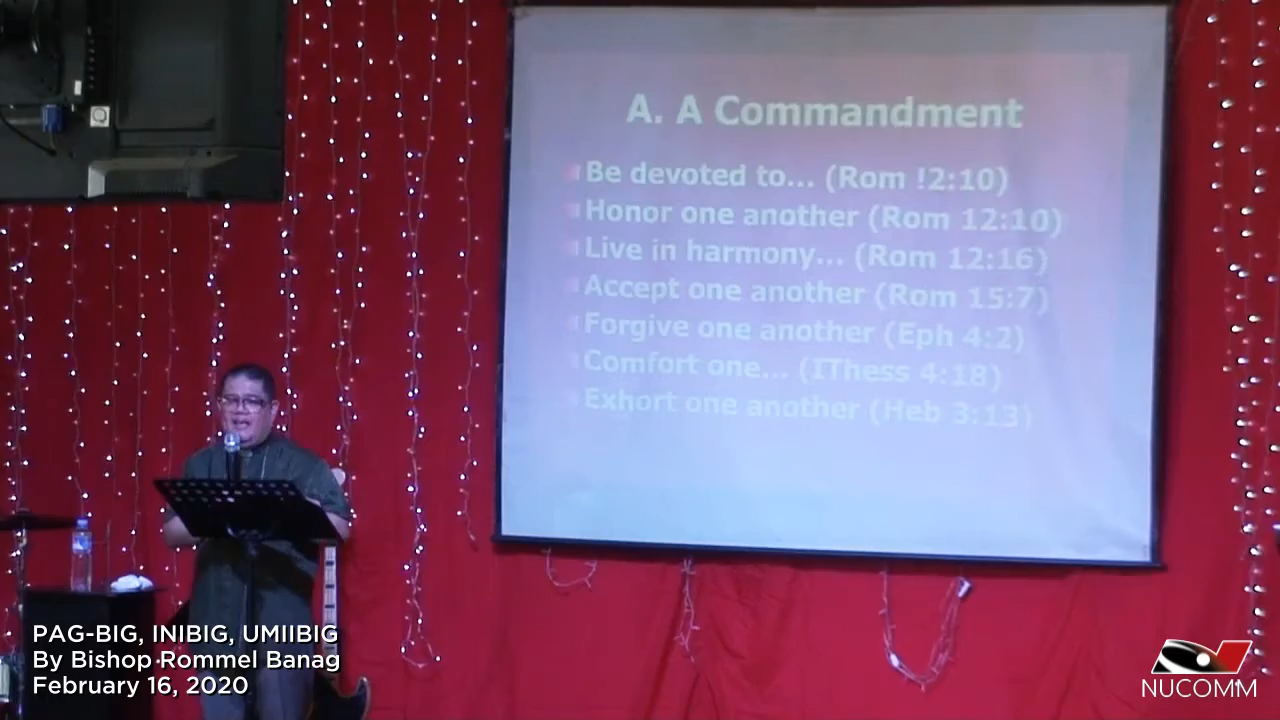 A. A Commandment
Be devoted to... (Rom !2:10)
Honor one another (Rom 12:10)
Live in harmony... (Rom 12:16)
Accept one another (Rom 15:7)
Forgive one another (Eph 4:2)
Comfort one... (IThess 4:18)
Exhort one another (Heb 3:13)
PAG-BIG, INIBIG, UMIIBIG
By Bishop Rommel Banag
February 16, 2020
NUCOMM